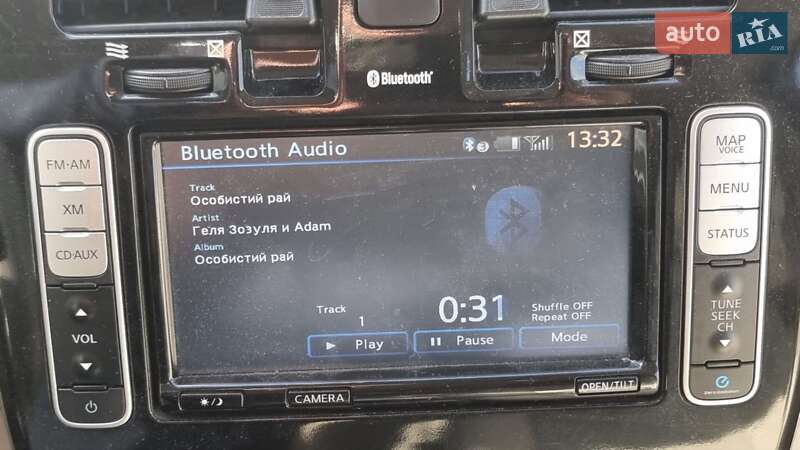 auto RIA .com
Bluetooth®
FM·AM
XM
CD·AUX
VOL
Bluetooth Audio
3
13:32
Track
Особистий рай
Artist
Геля Зозуля и Adam
Album
Особистий рай
Track
1
0:31
Shuffle OFF
Repeat OFF
Play
Pause
Mode
CAMERA
OPEN/TILT
MAP
VOICE
MENU
STATUS
TUNE
SEEK
CH